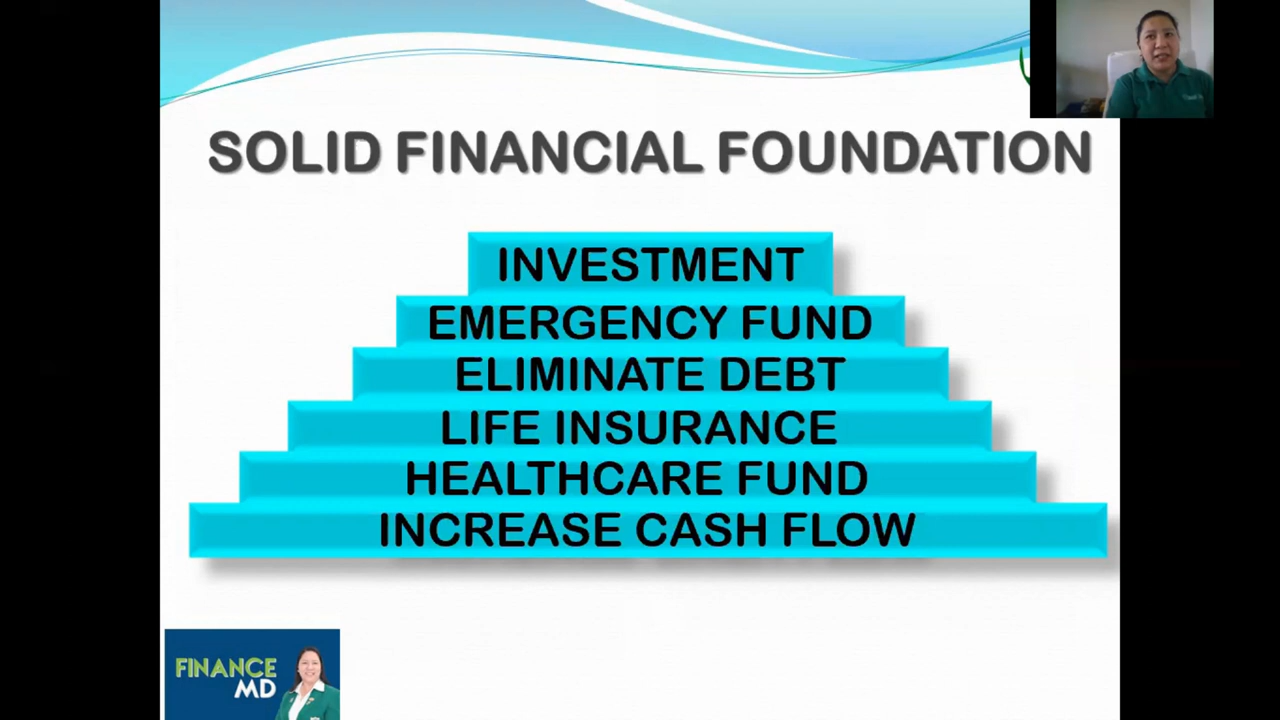 SOLID FINANCIAL FOUNDATION
INVESTMENT
EMERGENCY FUND
ELIMINATE DEBT
LIFE INSURANCE
HEALTHCARE FUND
INCREASE CASH FLOW
FINANCE
MD